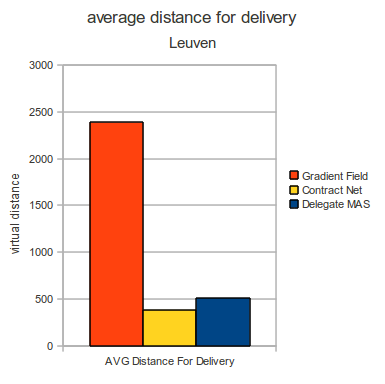 average distance for delivery
Leuven
3000
2500
2000
1500
1000
500
0
virtual distance
AVG Distance For Delivery
Gradient Field
Contract Net
Delegate MAS